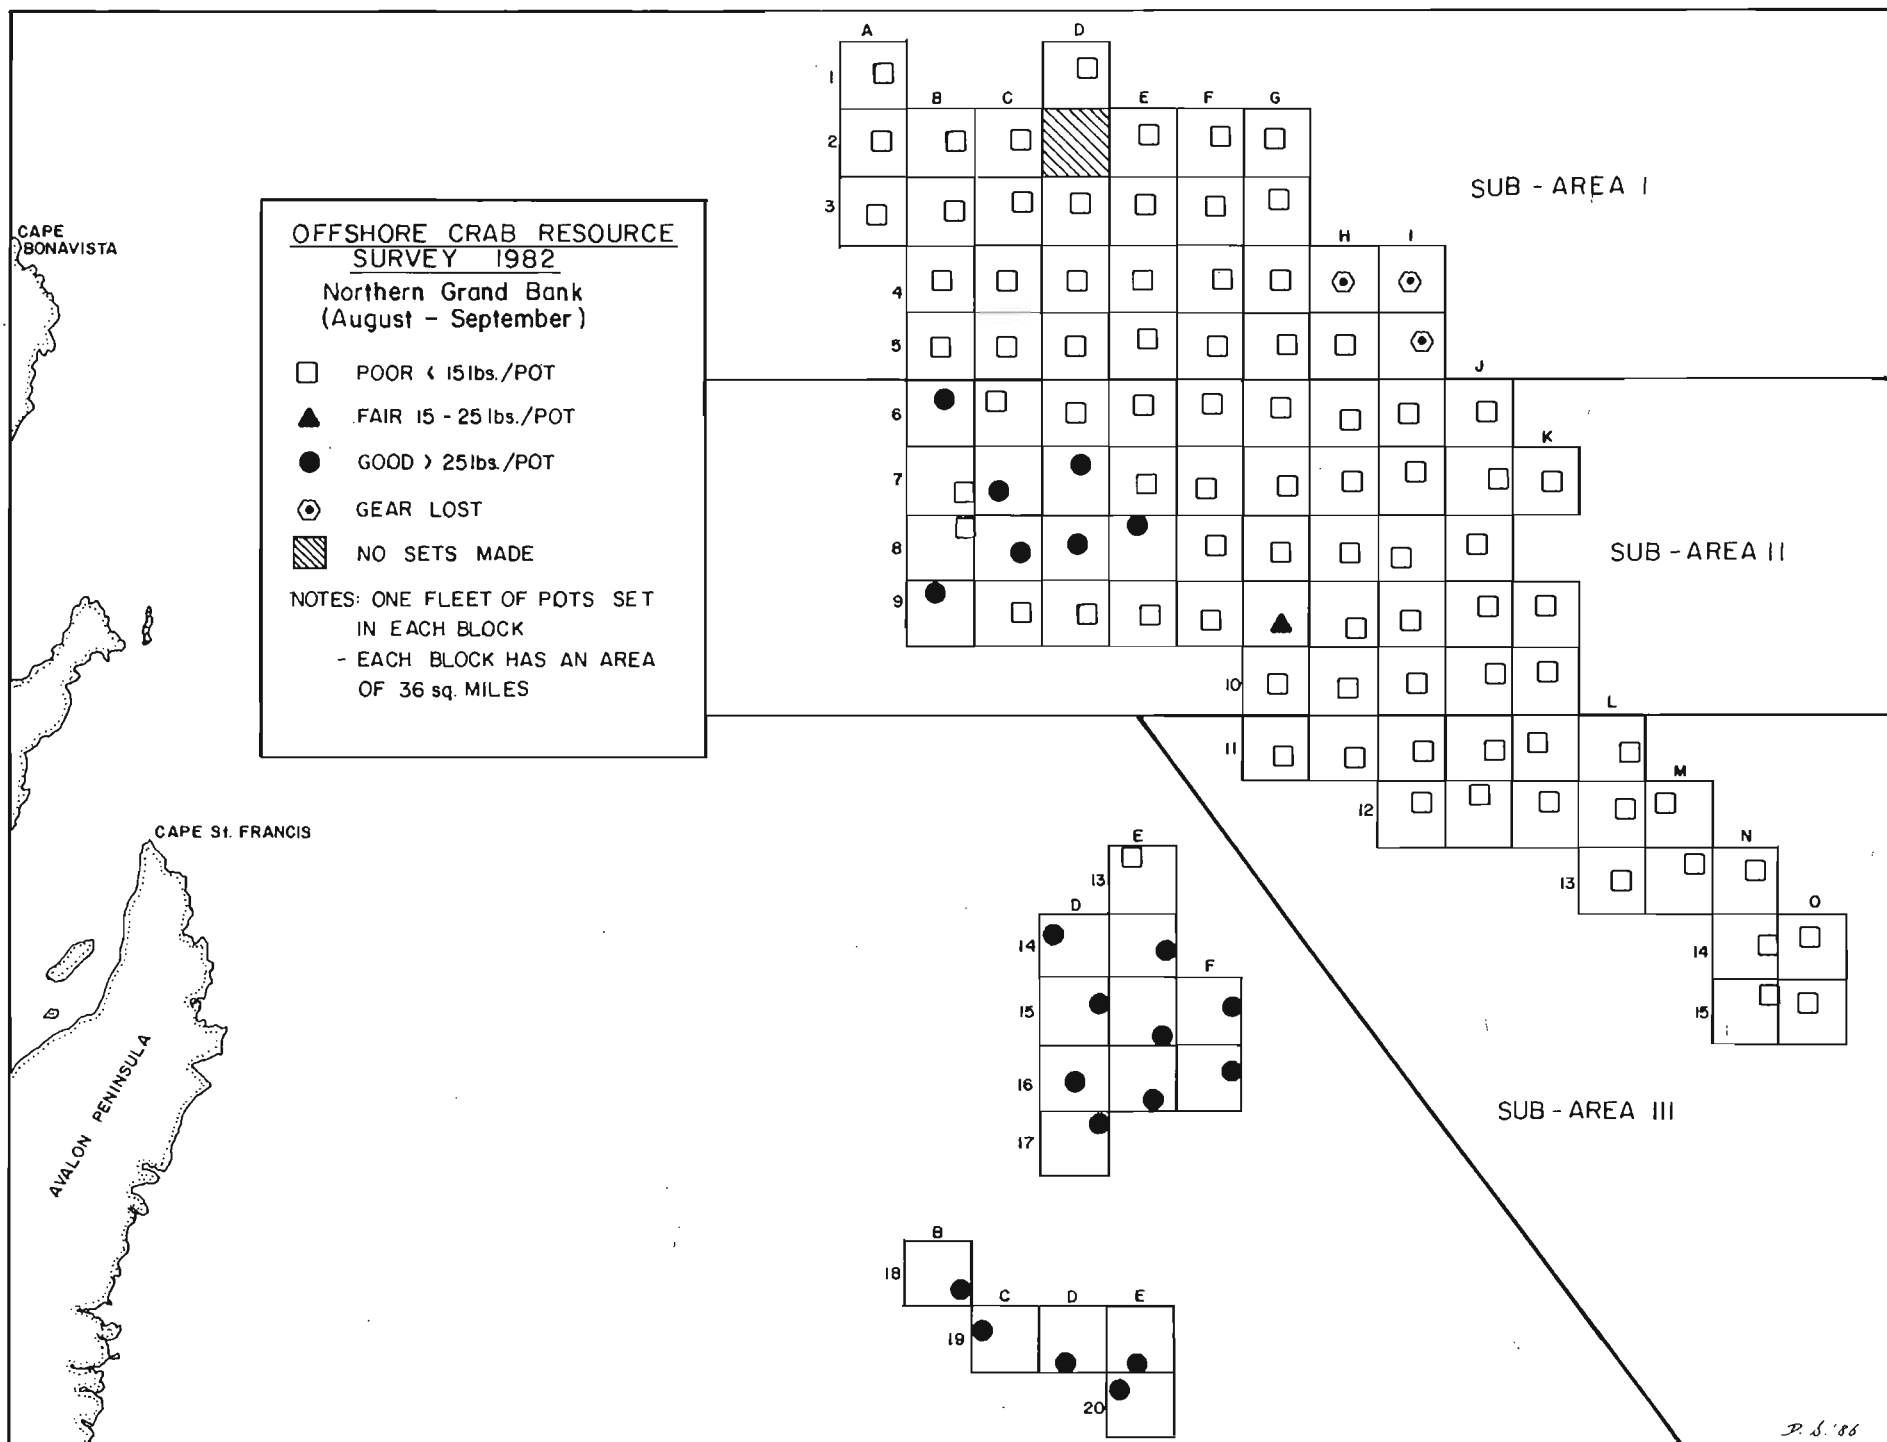 A
D
1
B
C
E
F
G
2
SUB - AREA I
3
OFFSHORE CRAB RESOURCE
SURVEY 1982
Northern Grand Bank
(August - September)
POOR < 15 lbs./POT
FAIR 15 - 25 lbs./POT
GOOD > 25 lbs./POT
GEAR LOST
NO SETS MADE
NOTES: ONE FLEET OF POTS SET
IN EACH BLOCK
- EACH BLOCK HAS AN AREA
OF 36 sq. MILES
CAPE
BONAVISTA
H
I
4
5
J
6
K
7
8
SUB - AREA II
9
10
L
11
M
12
CAPE St. FRANCIS
E
N
13
13
D
O
14
14
F
15
15
AVALON PENINSULA
16
SUB - AREA III
17
B
18
C
D
E
19
20
D. S. '86